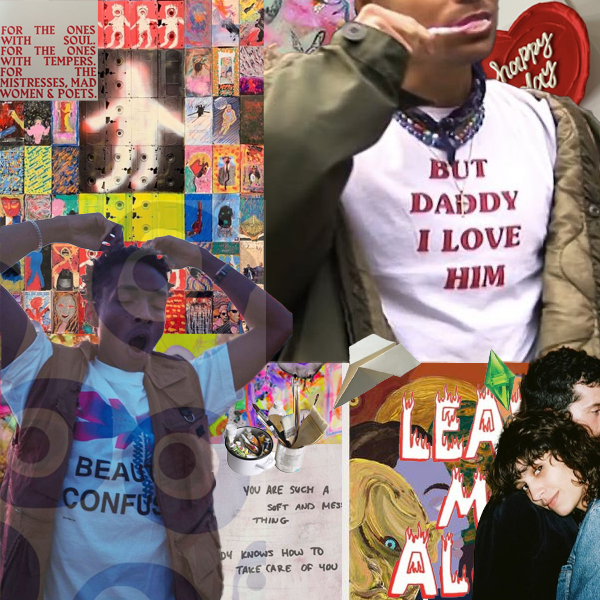 FOR THE ONES
WITH SOUL.
FOR THE ONES
WITH TEMPERS.
FOR THE
MISTRESSES, MAD
WOMEN & POETS.
happy
BUT
DADDY
I LOVE
HIM
BEAU
CONFUS
YOU ARE SUCH A
SOFT AND MES
THING
DY KNOWS HOW TO
TAKE CARE OF YOU
LEA
M
AL